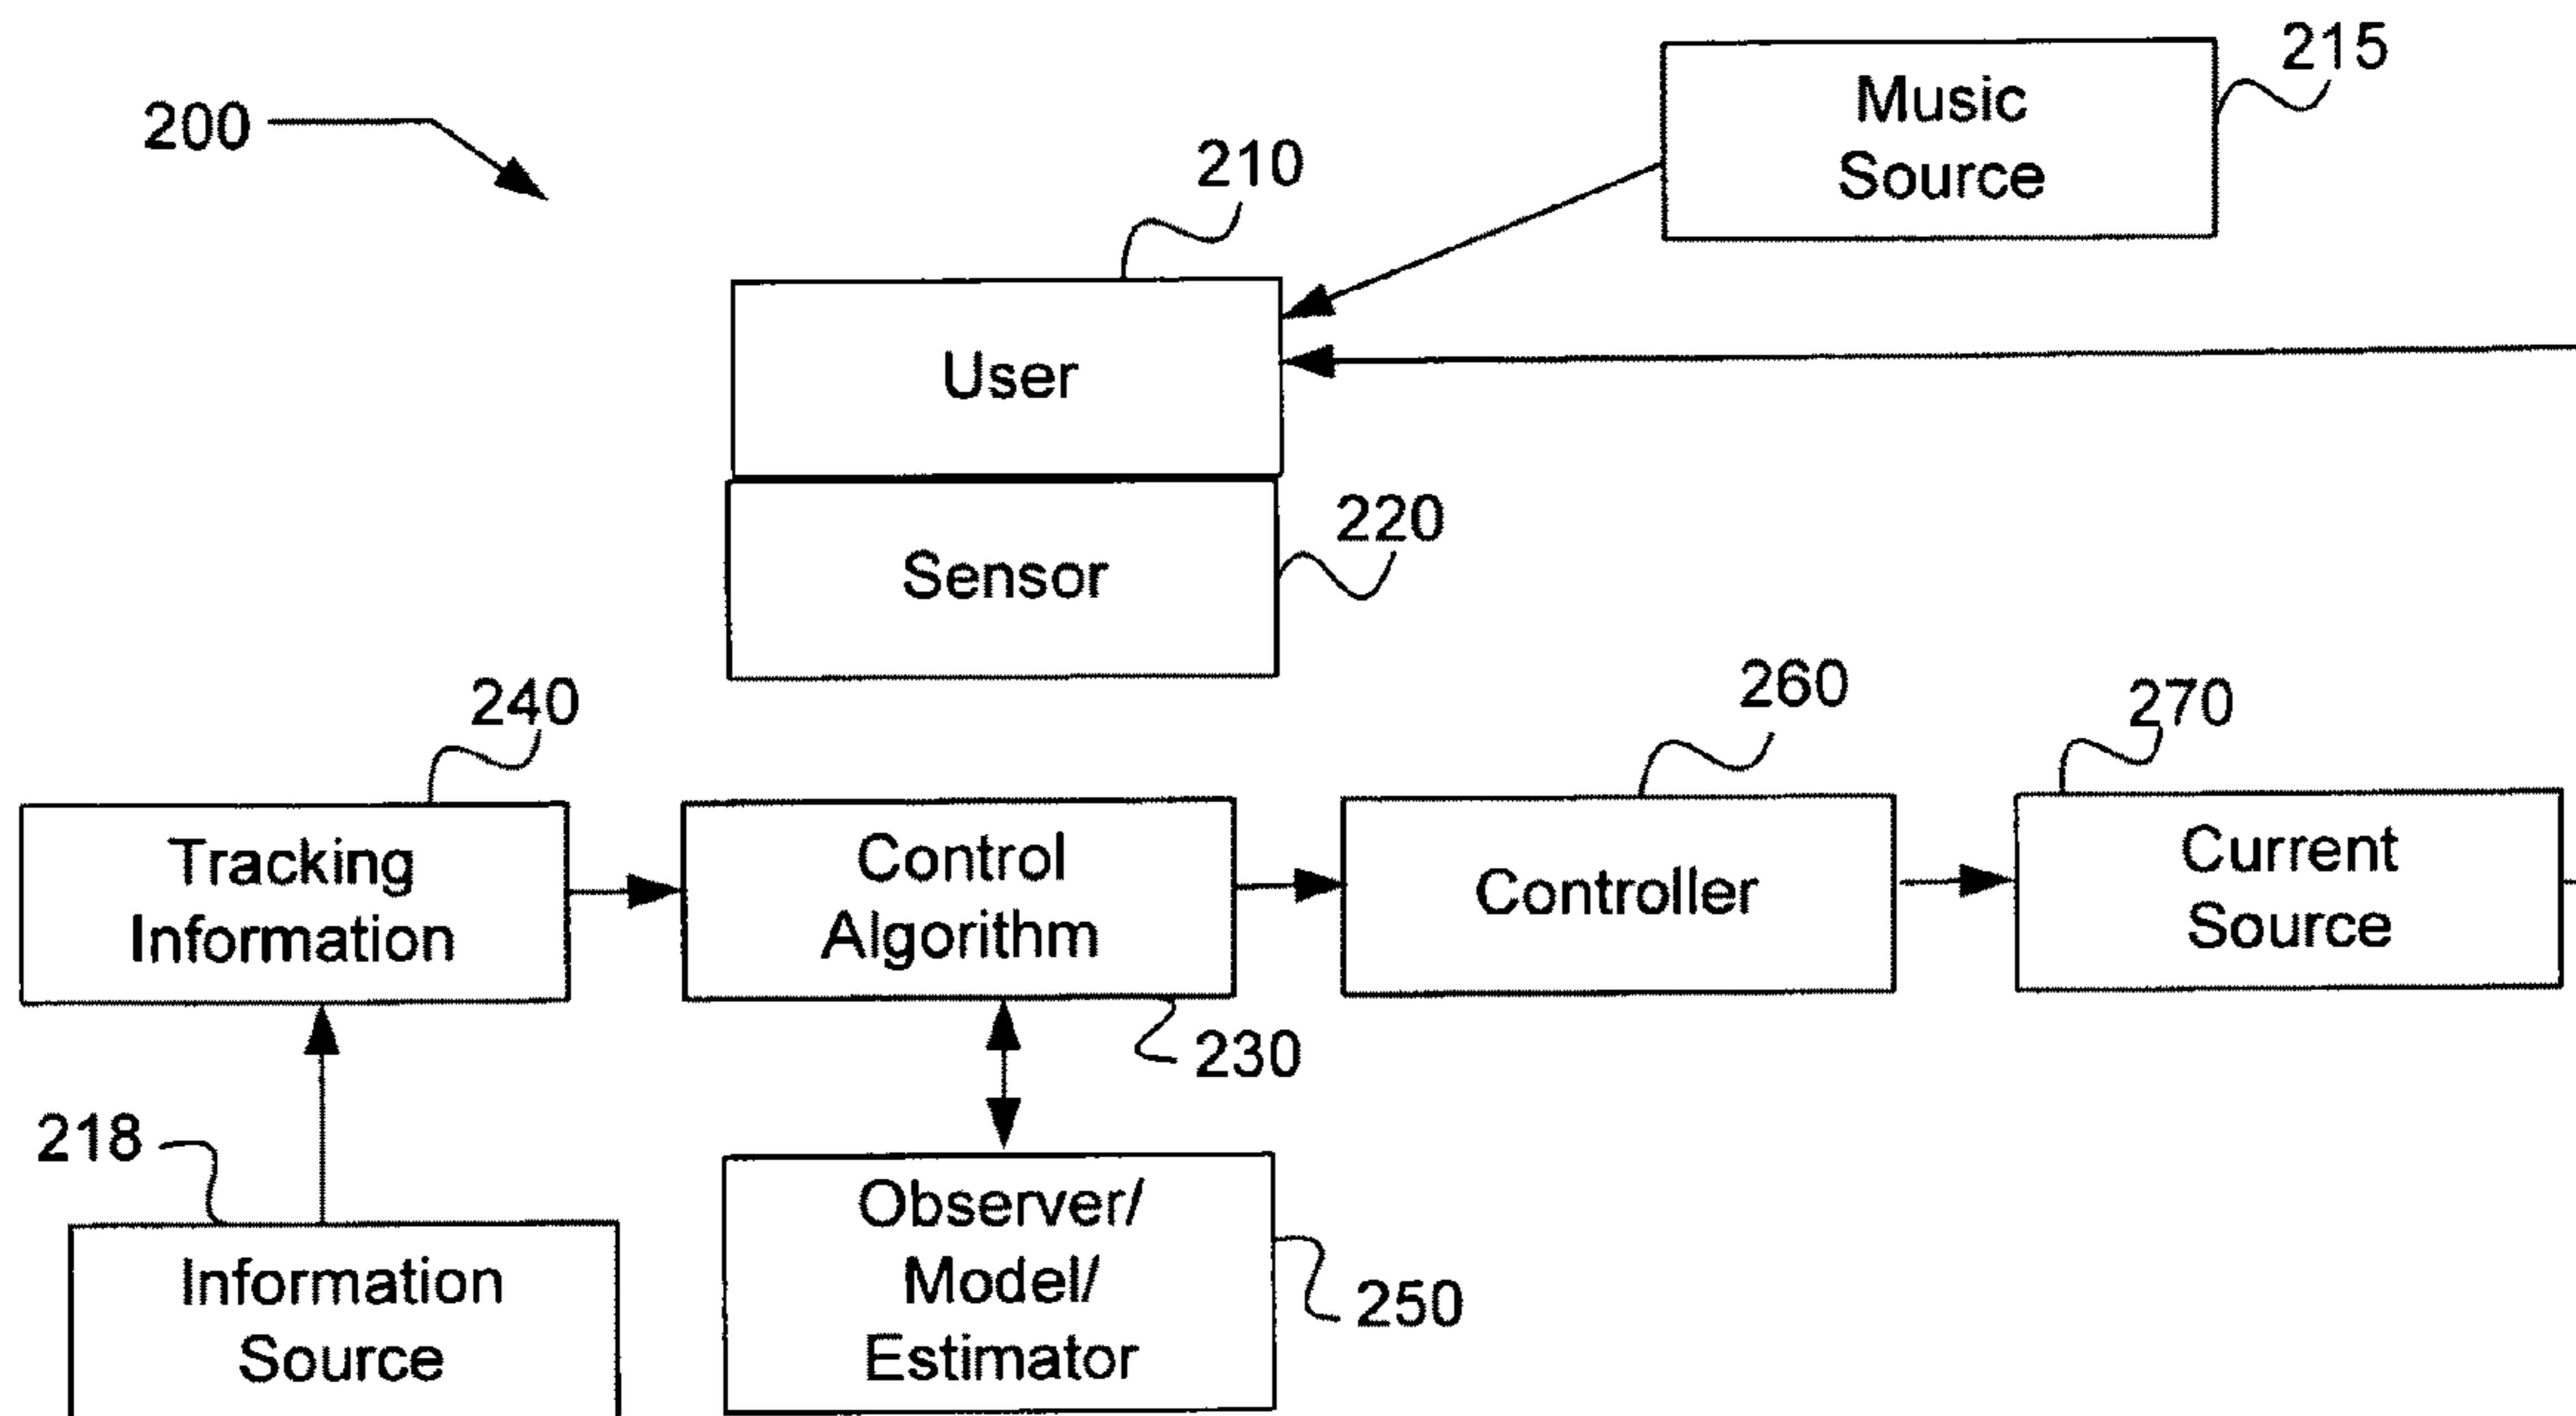 215
Music
Source
200
210
User
220
Sensor
240
260
270
Tracking
Information
Control
Algorithm
Controller
Current
Source
230
218
Information
Source
Observer/
Model/
Estimator
250